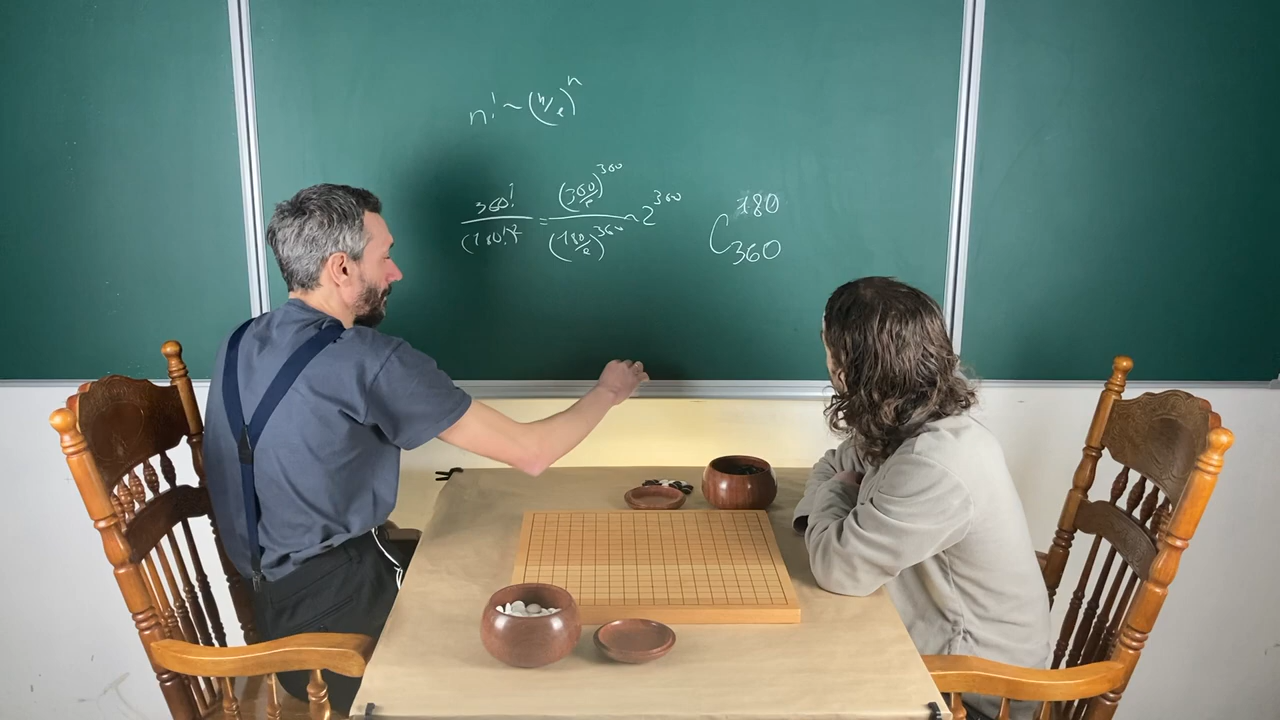 n! ~ (n/e)^n
360! / (180!)² = (360/e)^360 / (180/e)^360 ~ 2^360
C_360^180